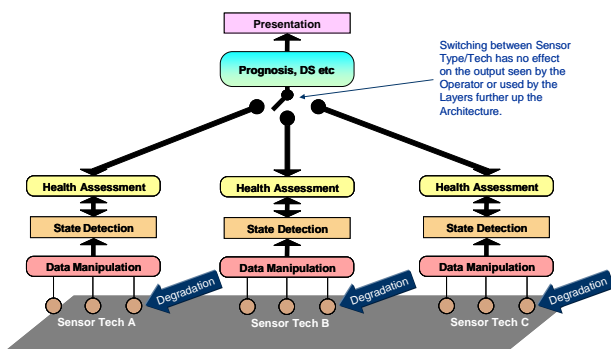 Presentation
Prognosis, DS etc
Switching between Sensor
Type/Tech has no effect
on the output seen by the
Operator or used by the
Layers further up the
Architecture.
Health Assessment
Health Assessment
Health Assessment
State Detection
State Detection
State Detection
Data Manipulation
Data Manipulation
Data Manipulation
Degradation
Degradation
Degradation
Sensor Tech A
Sensor Tech B
Sensor Tech C